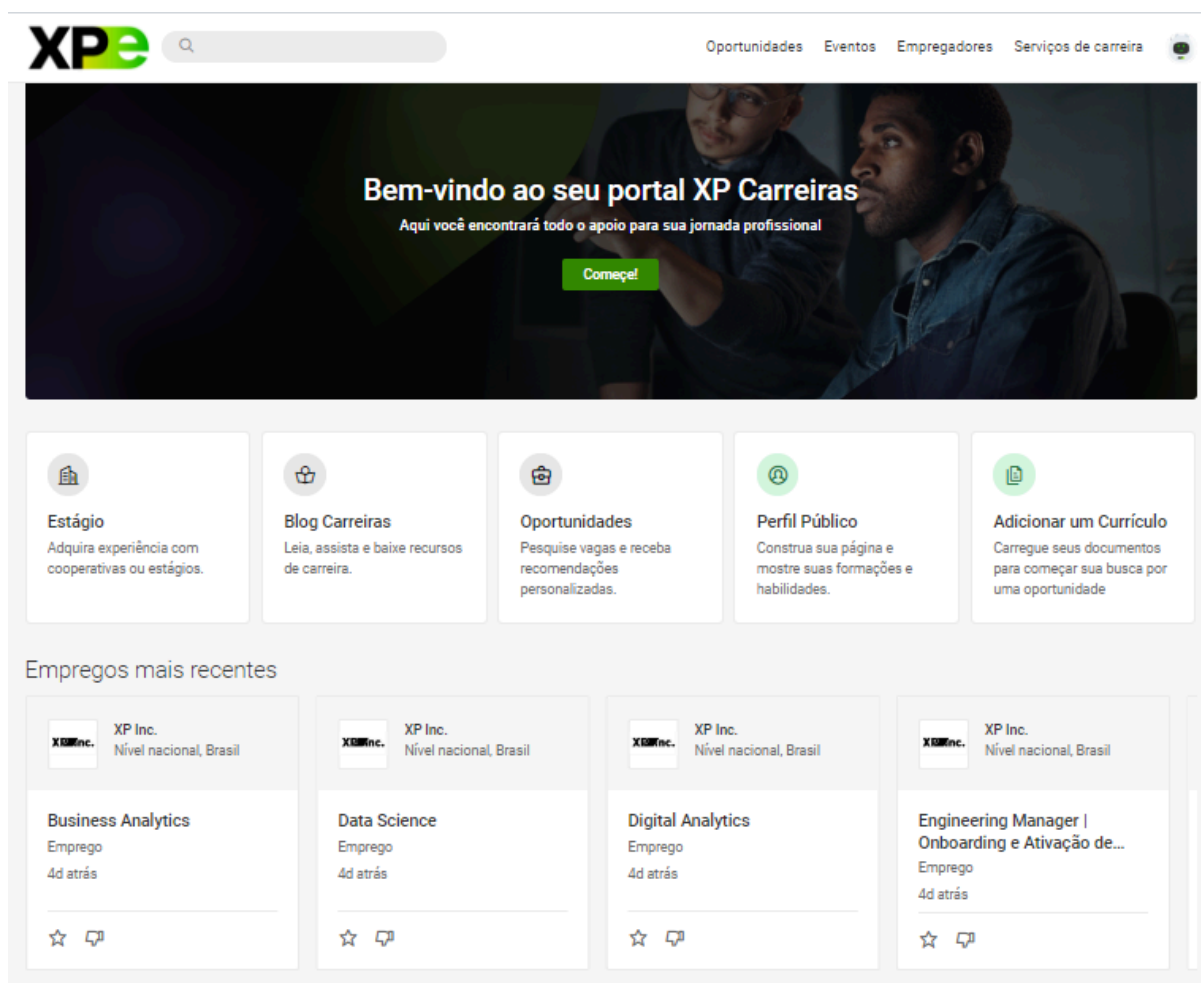 XPe
Oportunidades Eventos Empregadores Serviços de carreira
Bem-vindo ao seu portal XP Carreiras
Aqui você encontrará todo o apoio para sua jornada profissional
Começe!
Estágio
Adquira experiência com
cooperativas ou estágios.
Blog Carreiras
Leia, assista e baixe recursos
de carreira.
Oportunidades
Pesquise vagas e receba
recomendações
personalizadas.
Perfil Público
Construa sua página e
mostre suas formações e
habilidades.
Adicionar um Currículo
Carregue seus documentos
para começar sua busca por
uma oportunidade
Empregos mais recentes
XP Inc.
Nível nacional, Brasil
Business Analytics
Emprego
4d atrás
XP Inc.
Nível nacional, Brasil
Data Science
Emprego
4d atrás
XP Inc.
Nível nacional, Brasil
Digital Analytics
Emprego
4d atrás
XP Inc.
Nível nacional, Brasil
Engineering Manager |
Onboarding e Ativação de...
Emprego
4d atrás